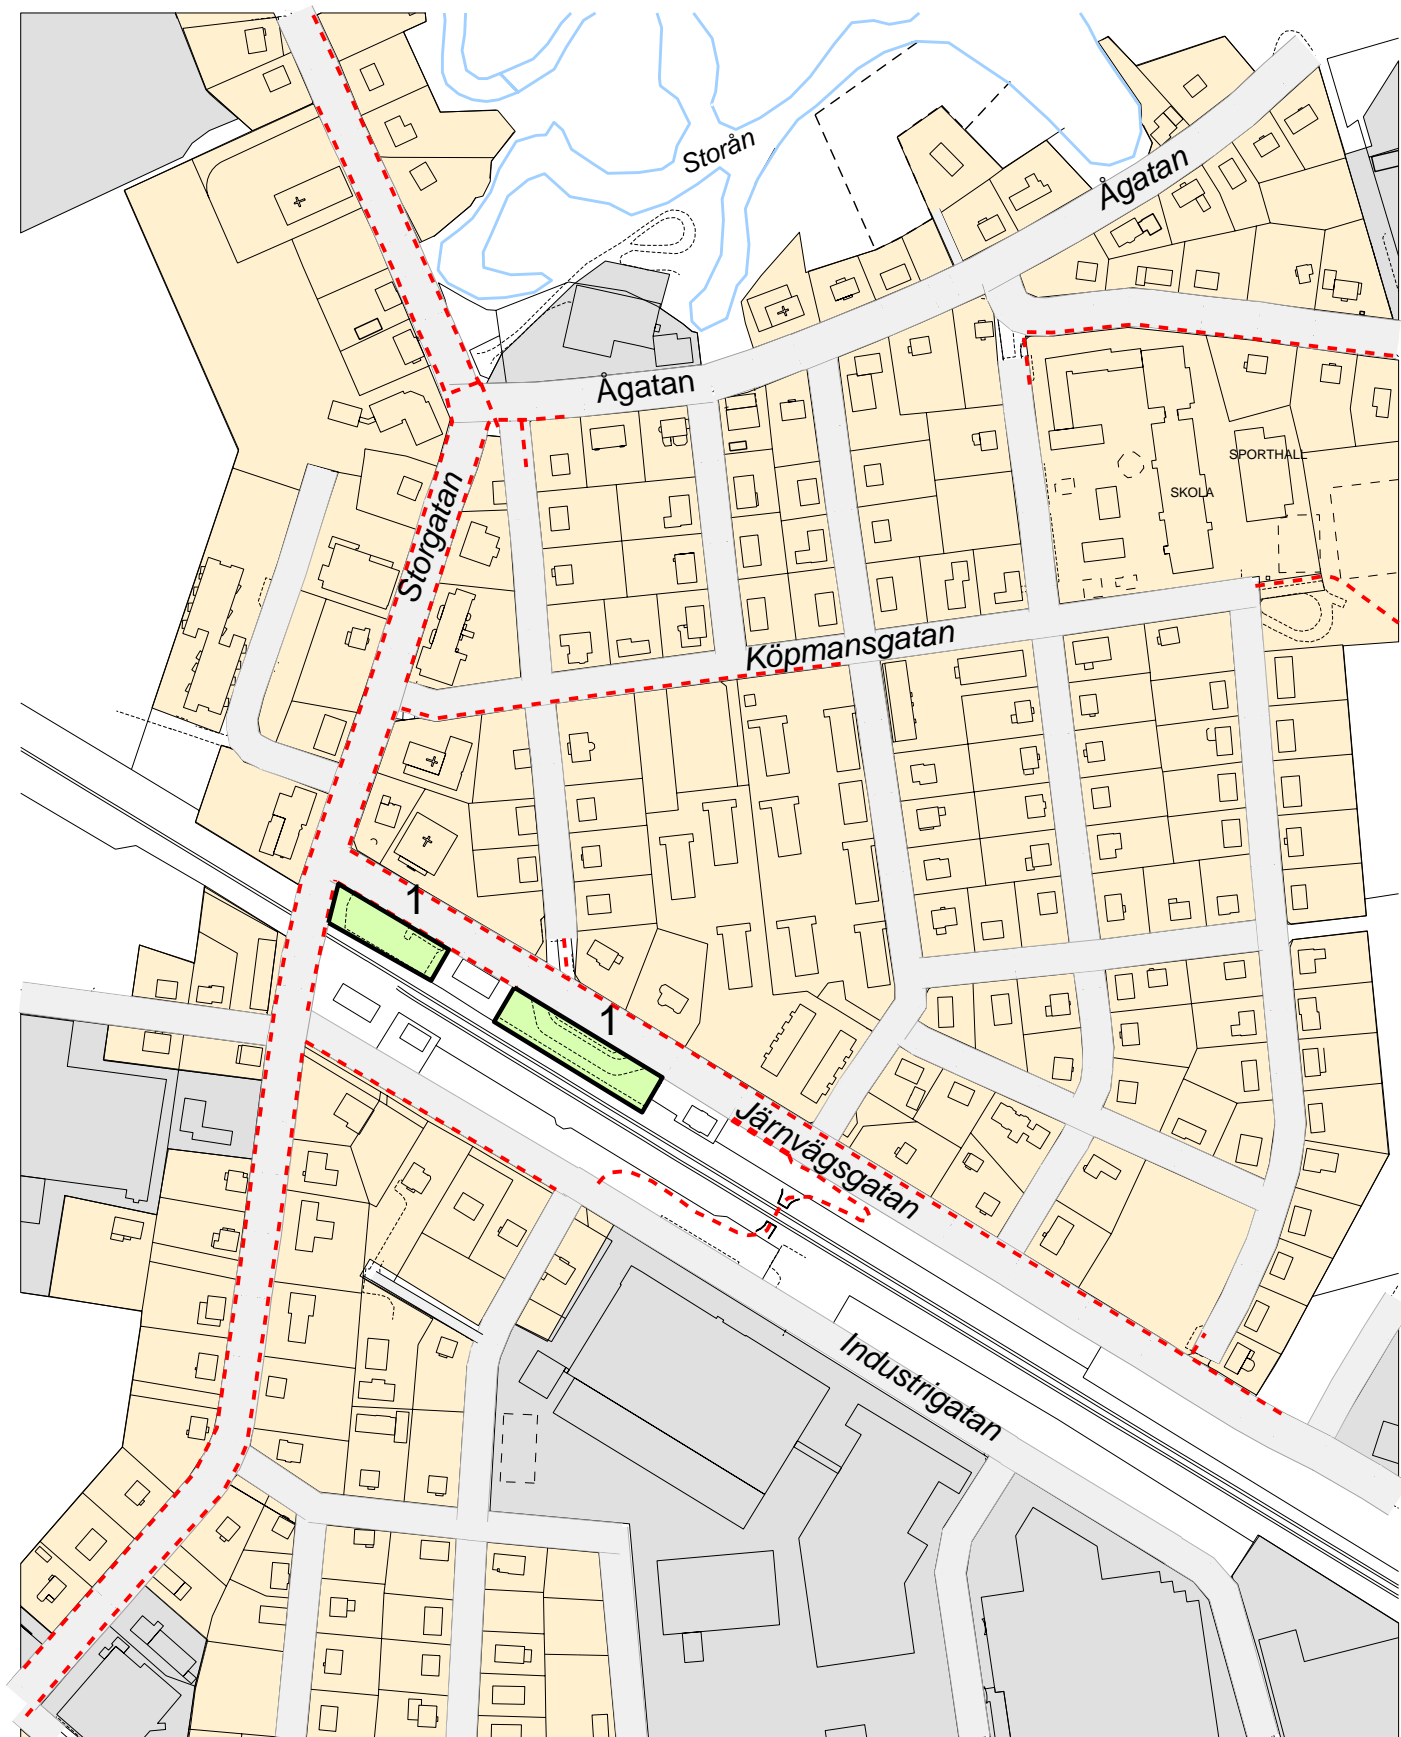 Storån
Ågatan
Ågatan
SPORTHALL
SKOLA
Storgatan
Köpmansgatan
1
1
Järnvägsgatan
Industrigatan